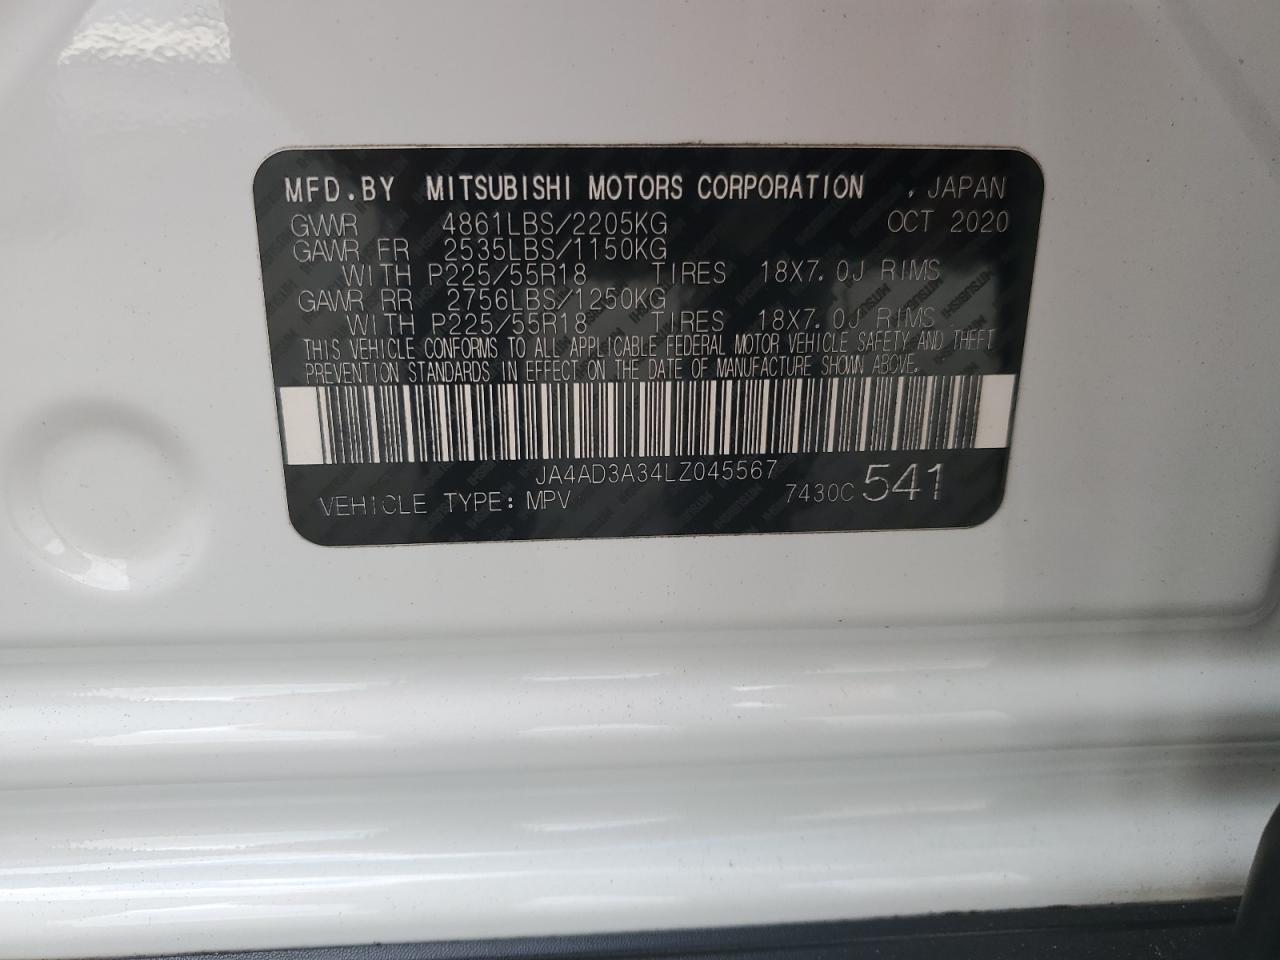 MFD.BY MITSUBISHI MOTORS CORPORATION , JAPAN
GVWR 4861LBS/2205KG OCT 2020
GAWR FR 2535LBS/1150KG
WITH P225/55R18 TIRES 18X7.0J RIMS
GAWR RR 2756LBS/1250KG
WITH P225/55R18 TIRES 18X7.0J RIMS
THIS VEHICLE CONFORMS TO ALL APPLICABLE FEDERAL MOTOR VEHICLE SAFETY AND THEFT
PREVENTION STANDARDS IN EFFECT ON THE DATE OF MANUFACTURE SHOWN ABOVE.
JA4AD3A34LZ045567
VEHICLE TYPE: MPV 7430C 541